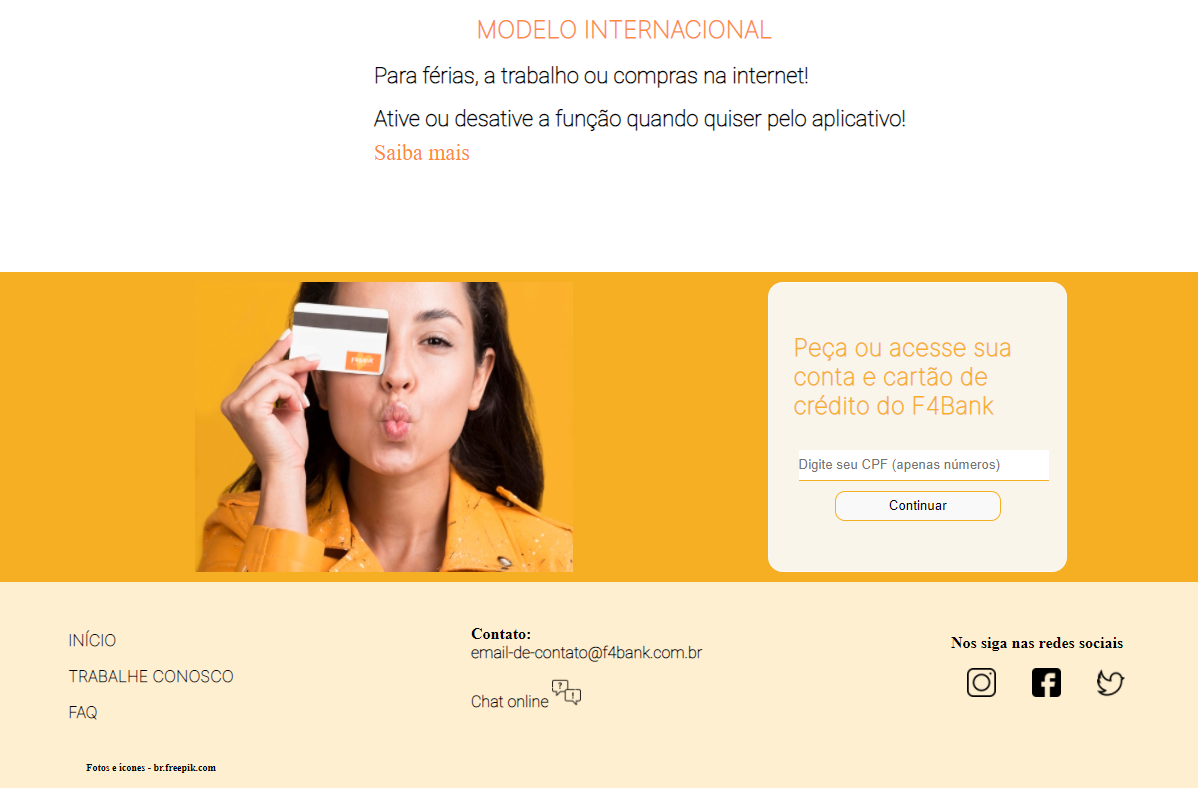 MODELO INTERNACIONAL
Para férias, a trabalho ou compras na internet!
Ative ou desative a função quando quiser pelo aplicativo!
Saiba mais
Peça ou acesse sua
conta e cartão de
crédito do F4Bank
Digite seu CPF (apenas números)
Continuar
INÍCIO
TRABALHE CONOSCO
FAQ
Contato:
email-de-contato@f4bank.com.br
Chat online
Nos siga nas redes sociais
Fotos e icones - br.freepik.com